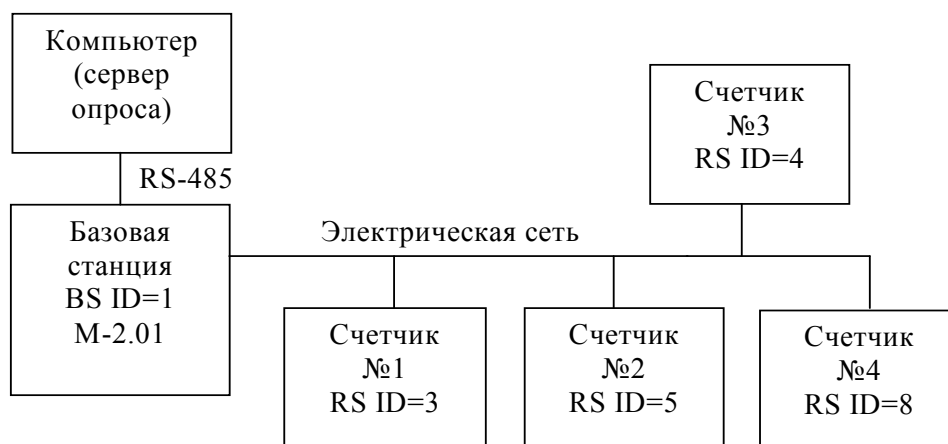 Компьютер
(сервер
опроса)
RS-485
Базовая
станция
BS ID=1
М-2.01
Электрическая сеть
Счетчик
№3
RS ID=4
Счетчик
№1
RS ID=3
Счетчик
№2
RS ID=5
Счетчик
№4
RS ID=8